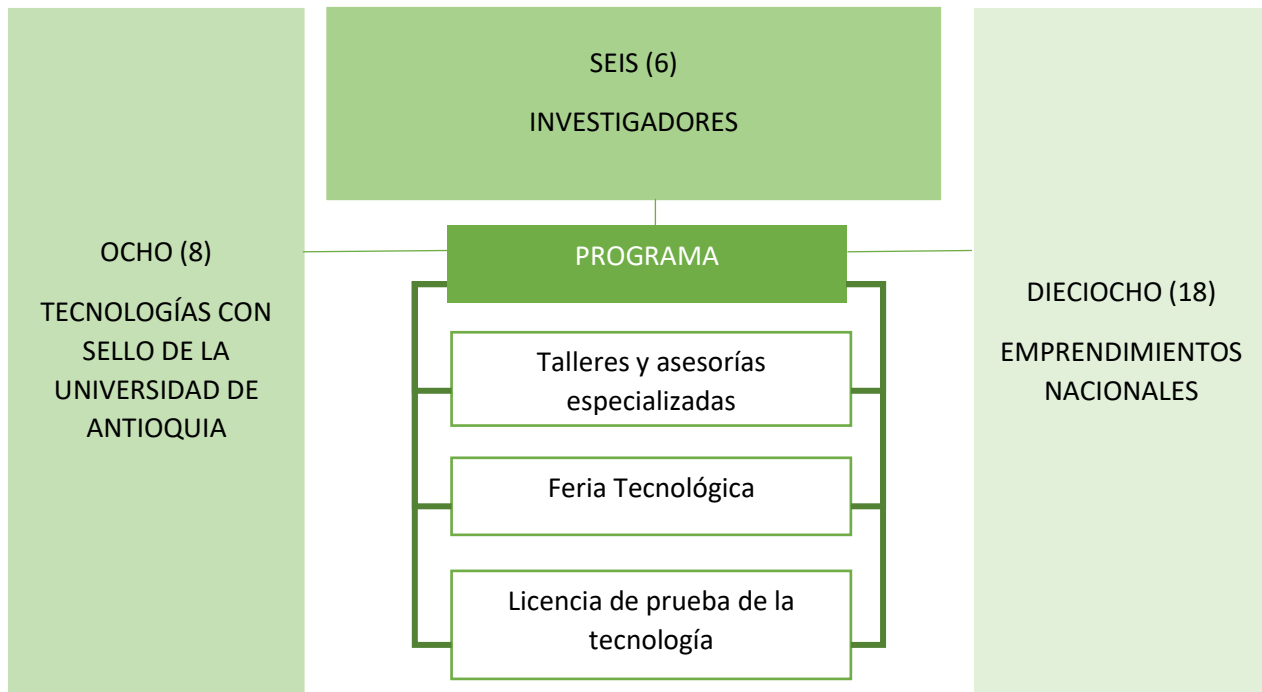 SEIS (6)
INVESTIGADORES
OCHO (8)
TECNOLOGÍAS CON
SELLO DE LA
UNIVERSIDAD DE
ANTIOQUIA
PROGRAMA
Talleres y asesorías
especializadas
Feria Tecnológica
Licencia de prueba de la
tecnología
DIECIOCHO (18)
EMPRENDIMIENTOS
NACIONALES